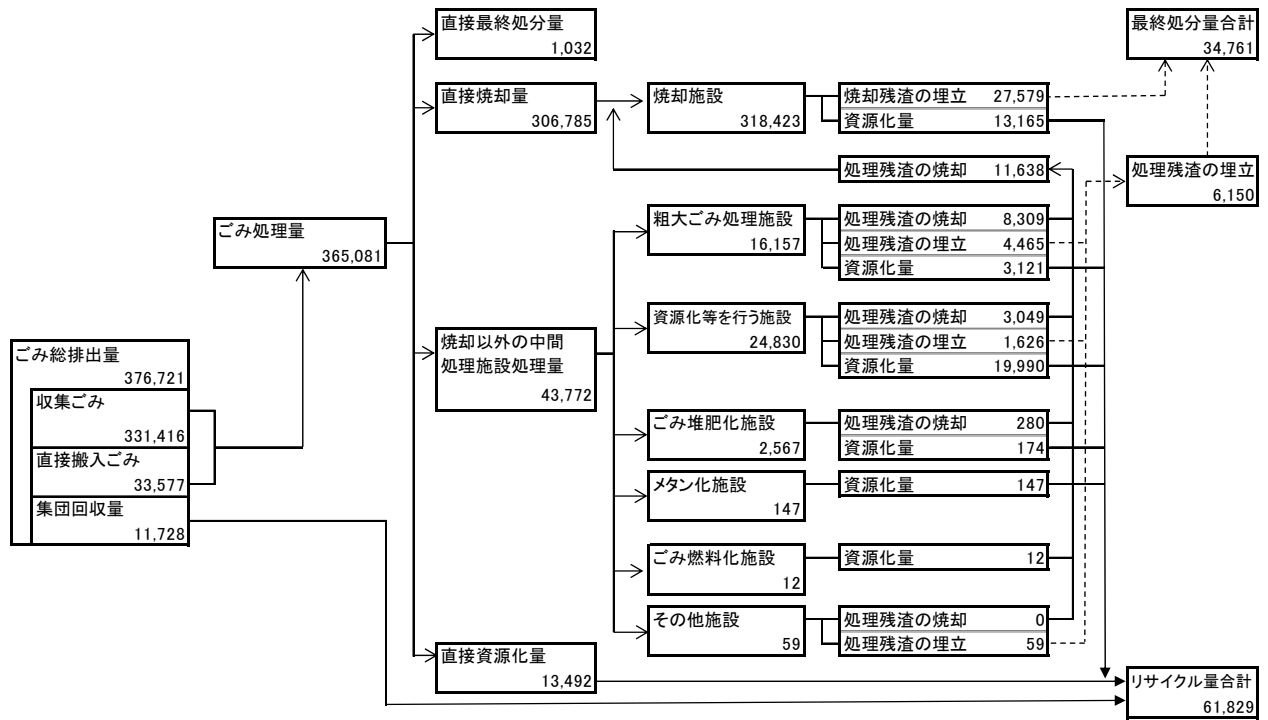 直接最終処分量
1,032
最終処分量合計
34,761
直接焼却量
306,785
焼却施設
318,423
焼却残渣の埋立 27,579
資源化量 13,165
処理残渣の焼却 11,638
処理残渣の埋立
6,150
ごみ処理量
365,081
粗大ごみ処理施設
16,157
処理残渣の焼却 8,309
処理残渣の埋立 4,465
資源化量 3,121
焼却以外の中間
処理施設処理量
43,772
資源化等を行う施設
24,830
処理残渣の焼却 3,049
処理残渣の埋立 1,626
資源化量 19,990
ごみ総排出量
376,721
収集ごみ
331,416
直接搬入ごみ
33,577
集団回収量
11,728
ごみ堆肥化施設
2,567
処理残渣の焼却 280
資源化量 174
メタン化施設
147
資源化量 147
ごみ燃料化施設
12
資源化量 12
その他施設
59
処理残渣の焼却 0
処理残渣の埋立 59
直接資源化量
13,492
リサイクル量合計
61,829